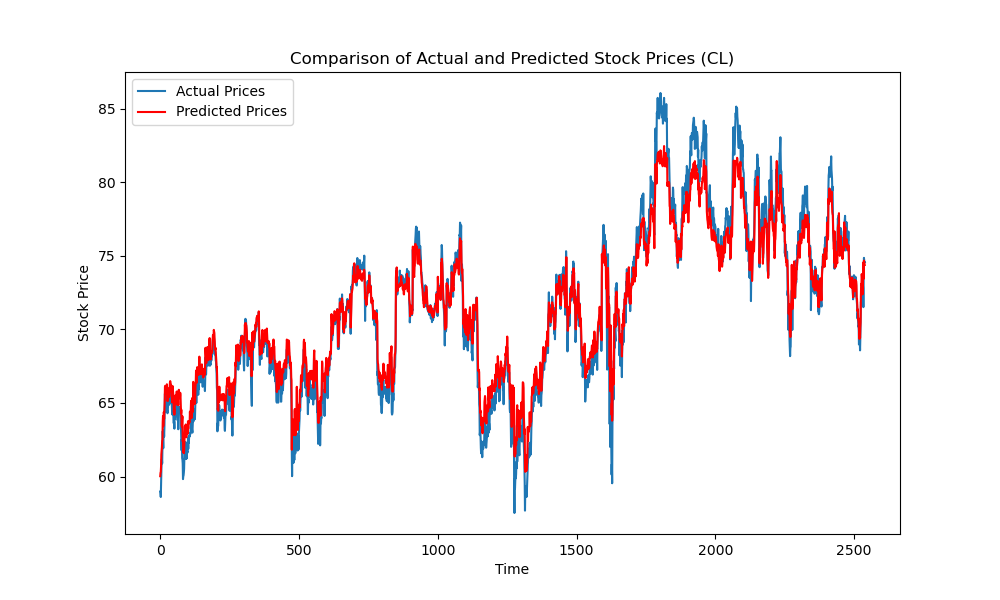 Comparison of Actual and Predicted Stock Prices (CL)
Actual Prices
Predicted Prices
85
80
75
70
65
60
Stock Price
0 500 1000 1500 2000 2500
Time